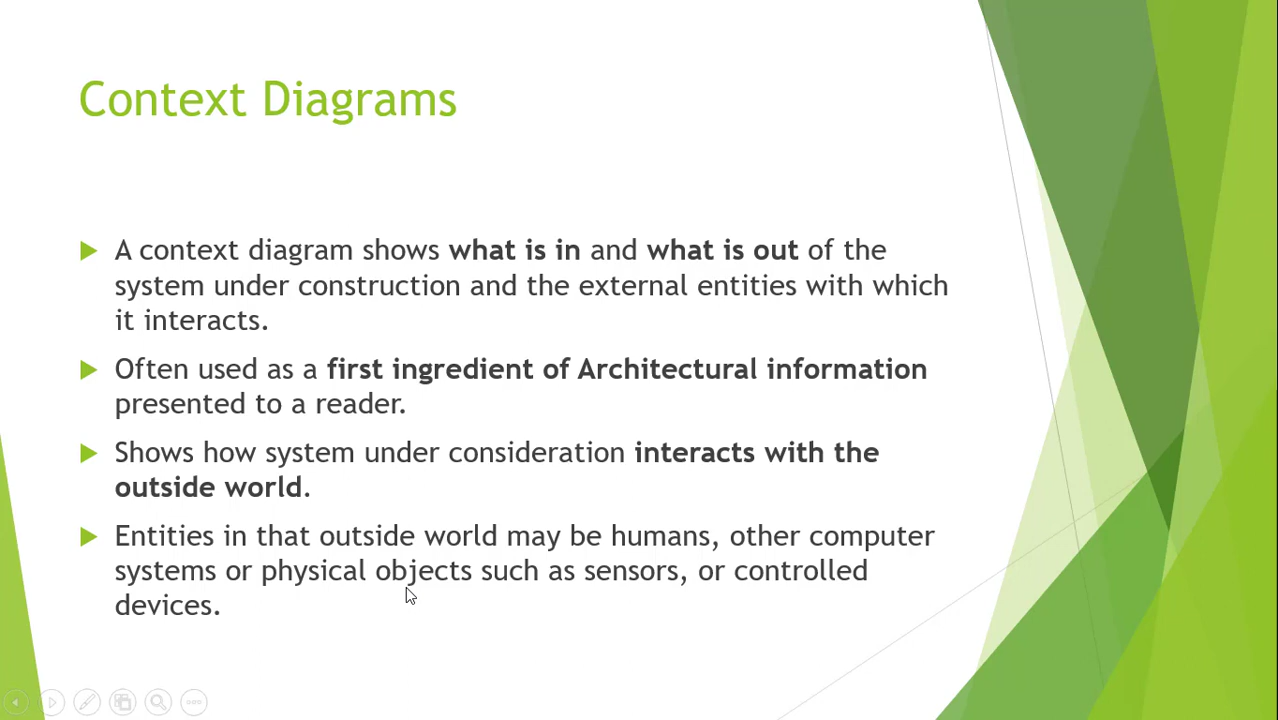 Context Diagrams
A context diagram shows what is in and what is out of the
system under construction and the external entities with which
it interacts.
Often used as a first ingredient of Architectural information
presented to a reader.
Shows how system under consideration interacts with the
outside world.
Entities in that outside world may be humans, other computer
systems or physical objects such as sensors, or controlled
devices.